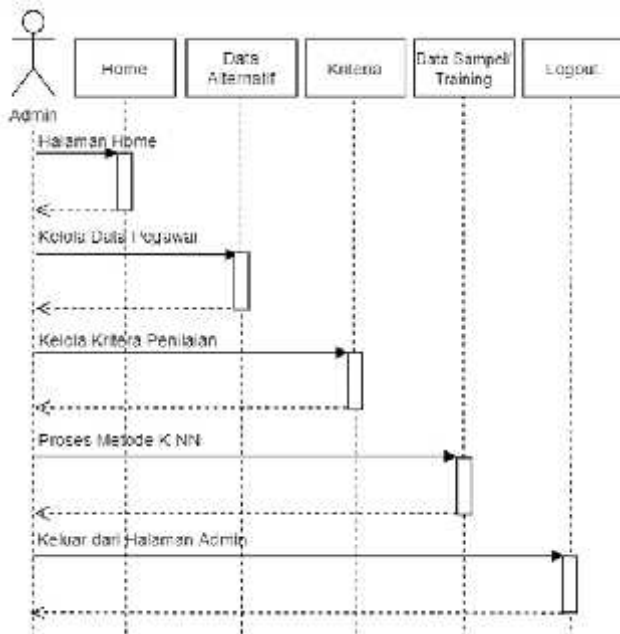 Home
Data
Alternatif
Kriteria
Data Sampel/
Training
Logout
Admin
Halaman Home
Kelola Data Pegawai
Kelola Kritera Penilaian
Proses Metode K NN
Keluar dari Halaman Admin